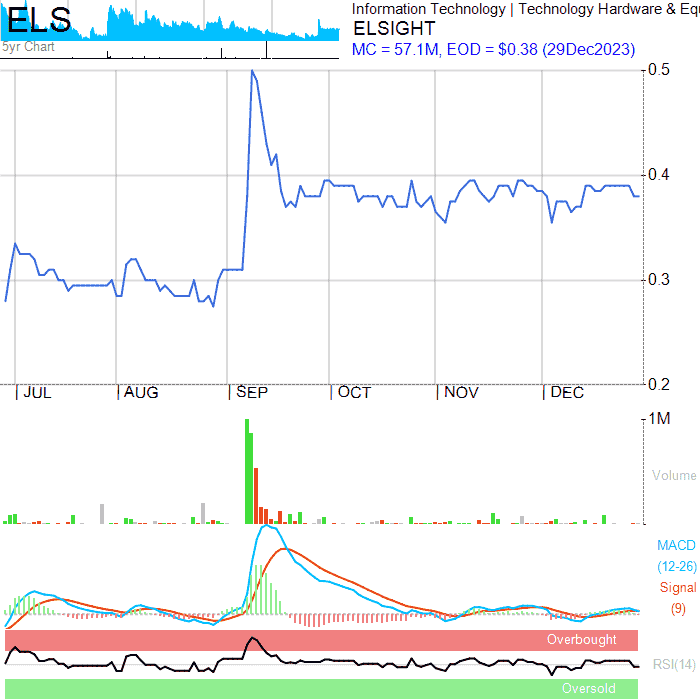 ELS
5yr Chart
Information Technology | Technology Hardware & Equ
ELSIGHT
MC = 57.1M, EOD = $0.38 (29Dec2023)
0.5
0.4
0.3
0.2
JUL AUG SEP OCT NOV DEC
1M
Volume
MACD
(12-26)
Signal
(9)
Overbought
RSI(14)
Oversold